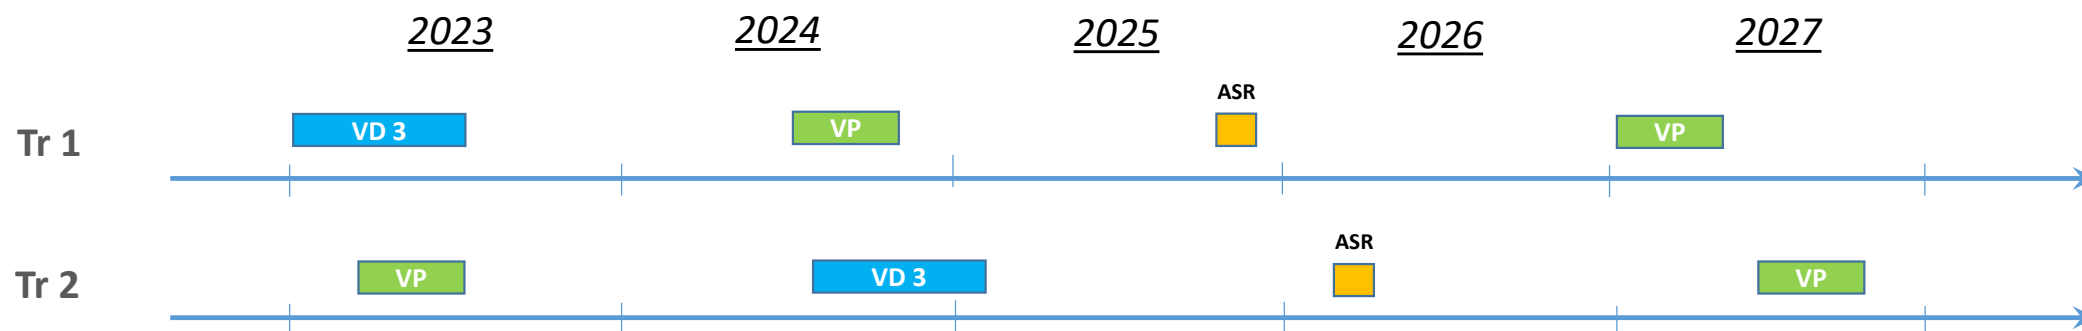 2023 2024 2025 2026 2027
ASR
Tr 1 VD 3 VP VP
ASR
Tr 2 VP VD 3 VP